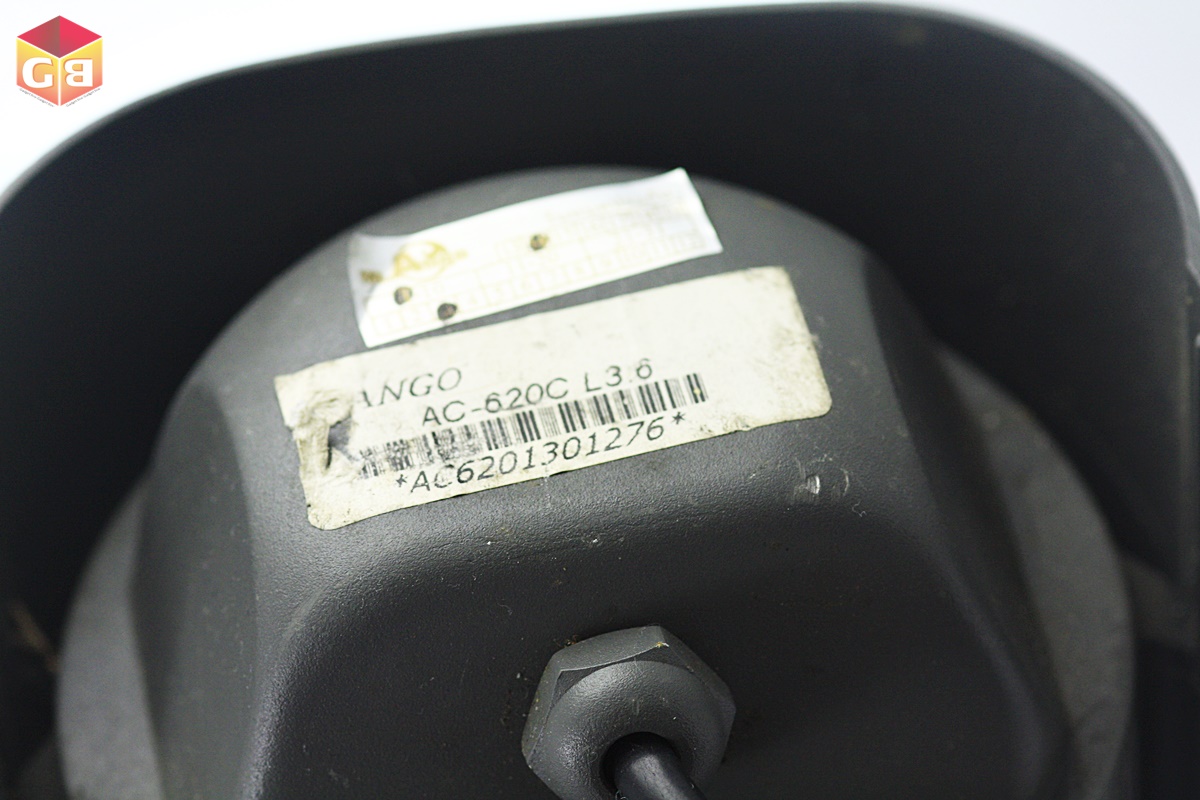 GB
ANGO
AC-620C L3.6
*AC6201301276*